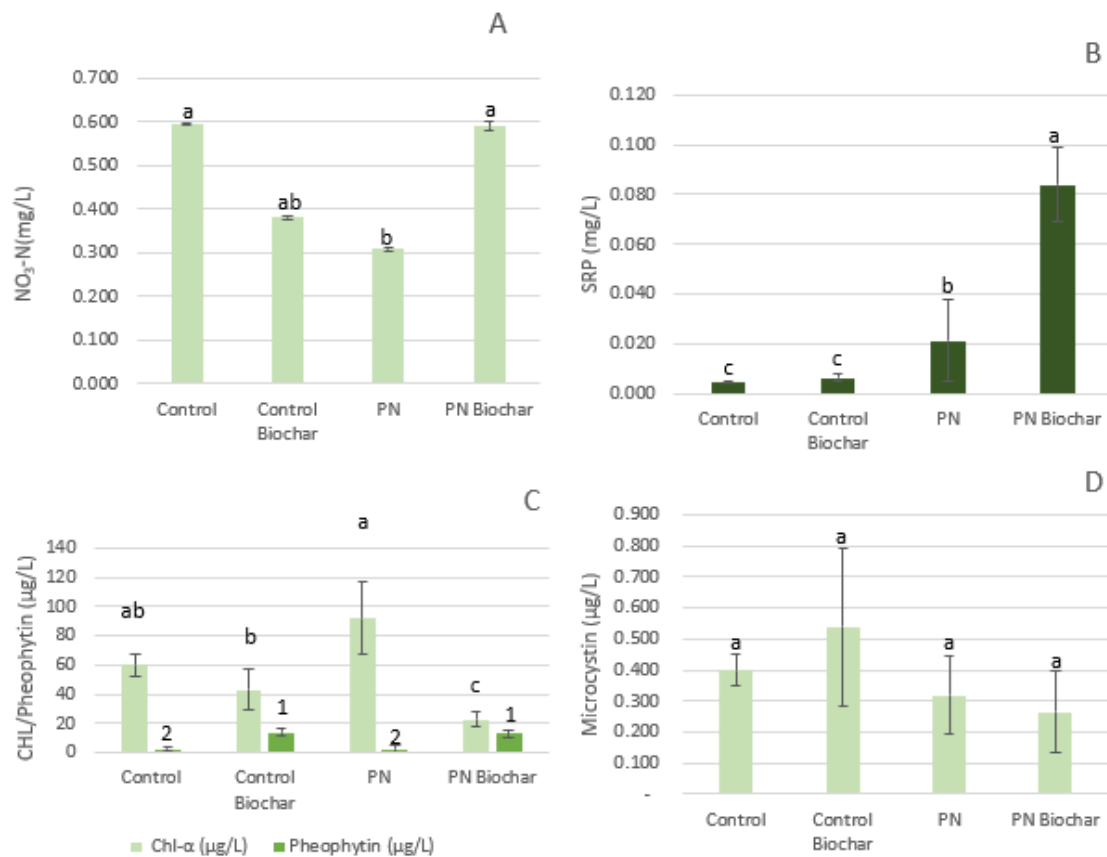 A
0.700
0.600
0.500
0.400
0.300
0.200
0.100
0.000
NO₃-N(mg/L)
a
ab
b
a
Control
Control
Biochar
PN
PN Biochar
B
0.120
0.100
0.080
0.060
0.040
0.020
0.000
SRP (mg/L)
c
c
b
a
Control
Control
Biochar
PN
PN Biochar
C
140
120
100
80
60
40
20
0
CHL/Pheophytin (µg/L)
ab
2
b
1
a
2
c
1
Control
Control
Biochar
PN
PN Biochar
Chl-α (µg/L) Pheophytin (µg/L)
D
0.900
0.800
0.700
0.600
0.500
0.400
0.300
0.200
0.100
-
Microcystin (µg/L)
a
a
a
a
Control
Control
Biochar
PN
PN Biochar